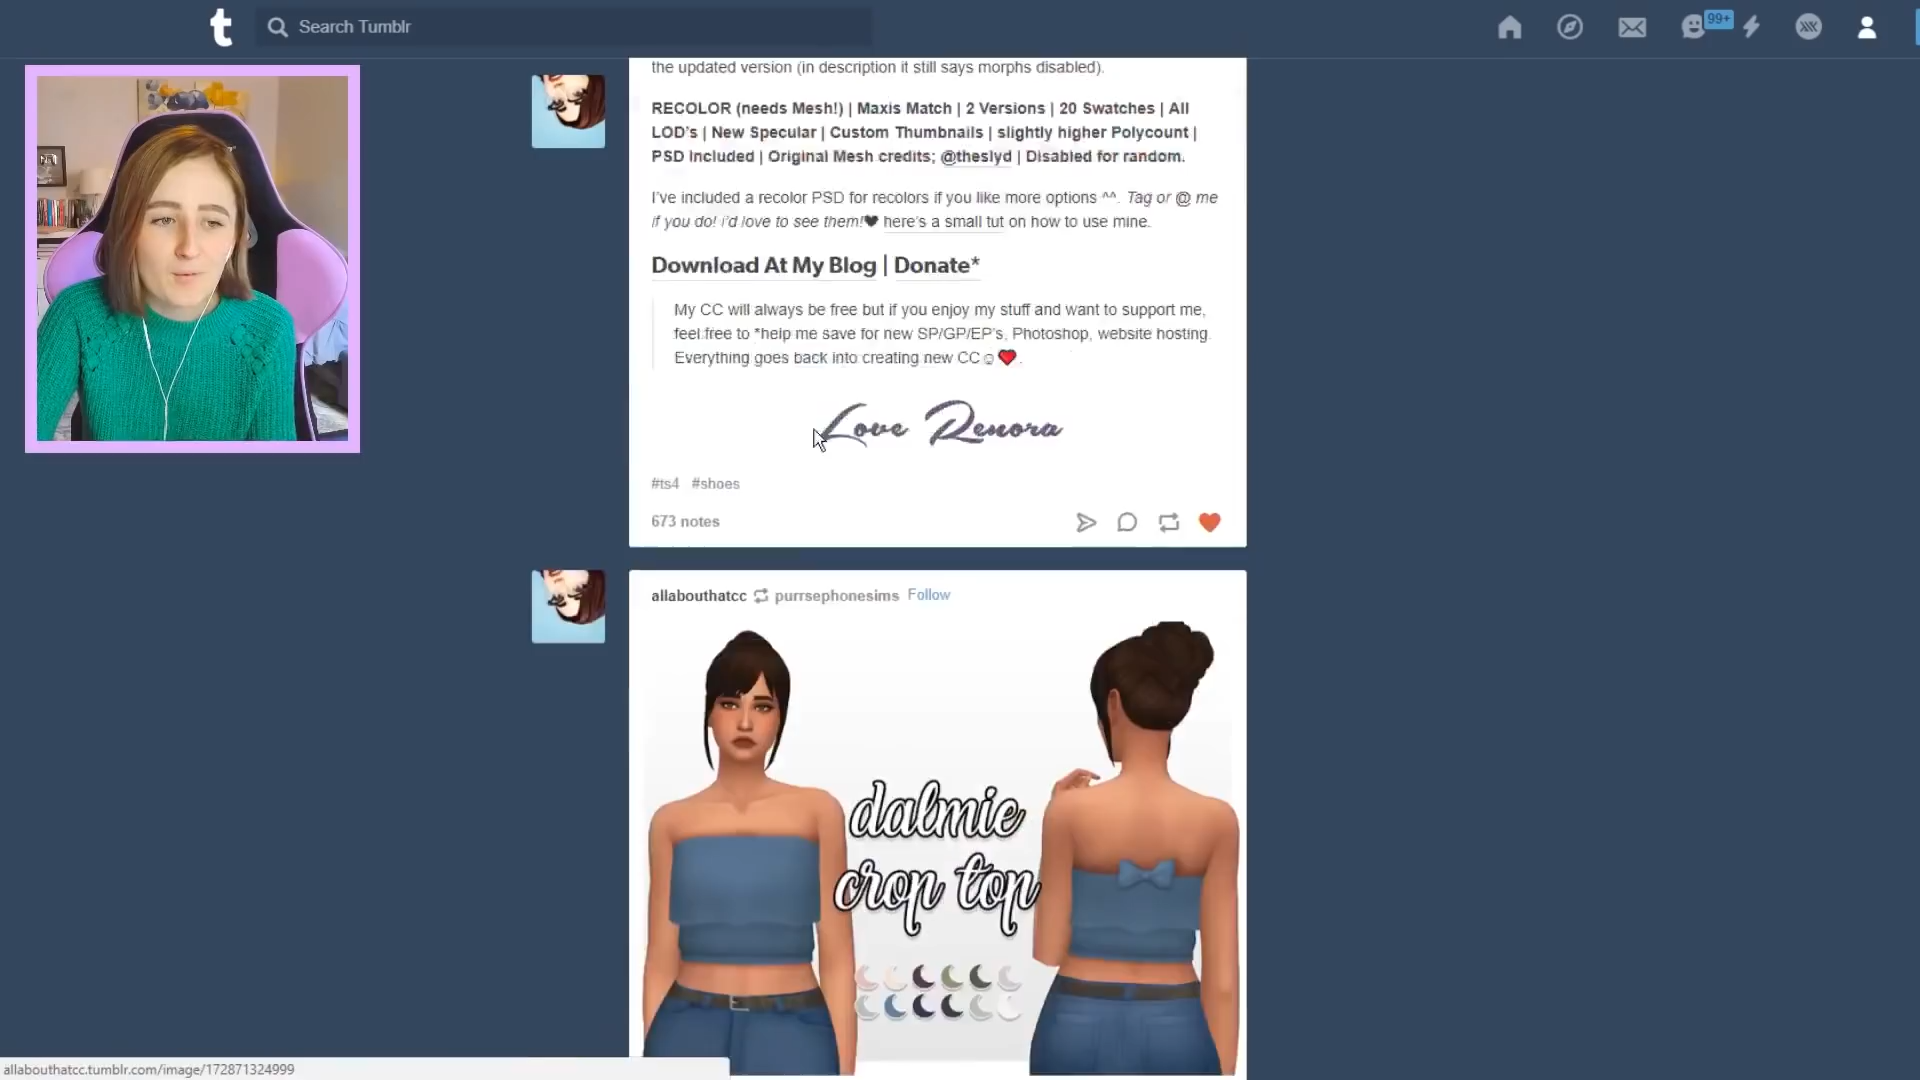 Search Tumblr
99+
the updated version (in description it still says morphs disabled).
RECOLOR (needs Mesh!) | Maxis Match | 2 Versions | 20 Swatches | All
LOD's | New Specular | Custom Thumbnails | slightly higher Polycount |
PSD Included | Original Mesh credits; @theslyd | Disabled for random.
I've included a recolor PSD for recolors if you like more options ^^. Tag or @ me
if you do! i'd love to see them!♥ here's a small tut on how to use mine.
Download At My Blog | Donate*
My CC will always be free but if you enjoy my stuff and want to support me,
feel free to *help me save for new SP/GP/EP's, Photoshop, website hosting.
Everything goes back into creating new CC☺❤.
Love Renora
#ts4 #shoes
673 notes
allabouthatcc purrsephonesims Follow
dalmie
crop top
allabouthatcc.tumblr.com/image/172871324999